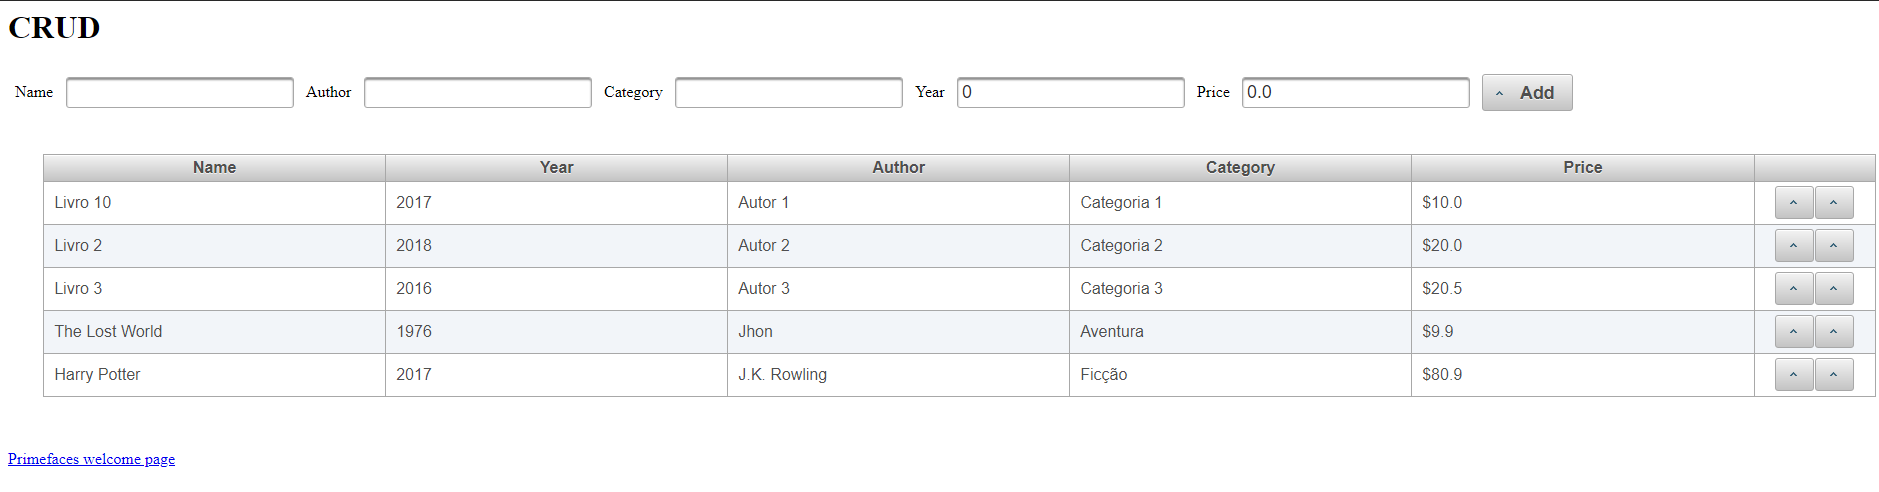 CRUD
Name Author Category Year 0 Price 0.0 Add
Name Year Author Category Price
Livro 10 2017 Autor 1 Categoria 1 $10.0
Livro 2 2018 Autor 2 Categoria 2 $20.0
Livro 3 2016 Autor 3 Categoria 3 $20.5
The Lost World 1976 Jhon Aventura $9.9
Harry Potter 2017 J.K. Rowling Ficção $80.9
Primefaces welcome page